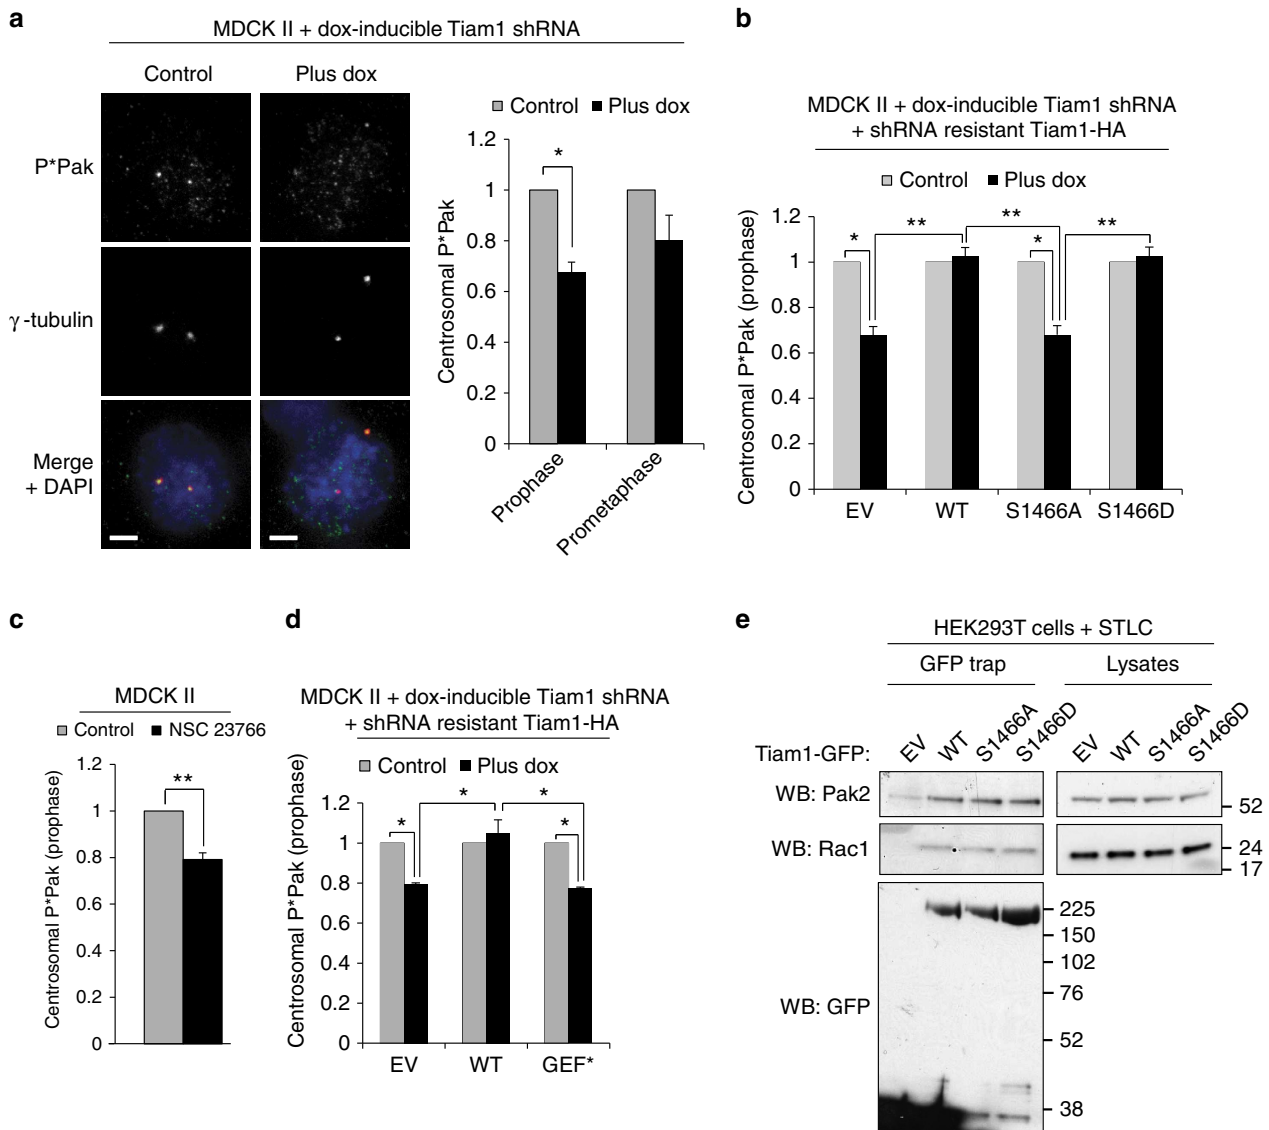 a
MDCK II + dox-inducible Tiam1 shRNA
Control Plus dox
P*Pak
γ-tubulin
Merge
+ DAPI
Control Plus dox
Centrosomal P*Pak
1.2
1
0.8
0.6
0.4
0.2
0
*
Prophase
Prometaphase
b
MDCK II + dox-inducible Tiam1 shRNA
+ shRNA resistant Tiam1-HA
Control Plus dox
Centrosomal P*Pak (prophase)
1.2
1
0.8
0.6
0.4
0.2
0
* ** ** * **
EV WT S1466A S1466D
c
MDCK II
Control NSC 23766
Centrosomal P*Pak (prophase)
1.2
1
0.8
0.6
0.4
0.2
0
**
d
MDCK II + dox-inducible Tiam1 shRNA
+ shRNA resistant Tiam1-HA
Control Plus dox
Centrosomal P*Pak (prophase)
1.2
1
0.8
0.6
0.4
0.2
0
* * * *
EV WT GEF*
e
HEK293T cells + STLC
GFP trap Lysates
Tiam1-GFP: EV WT S1466A S1466D EV WT S1466A S1466D
WB: Pak2
52
WB: Rac1
24
17
WB: GFP
225
150
102
76
52
38